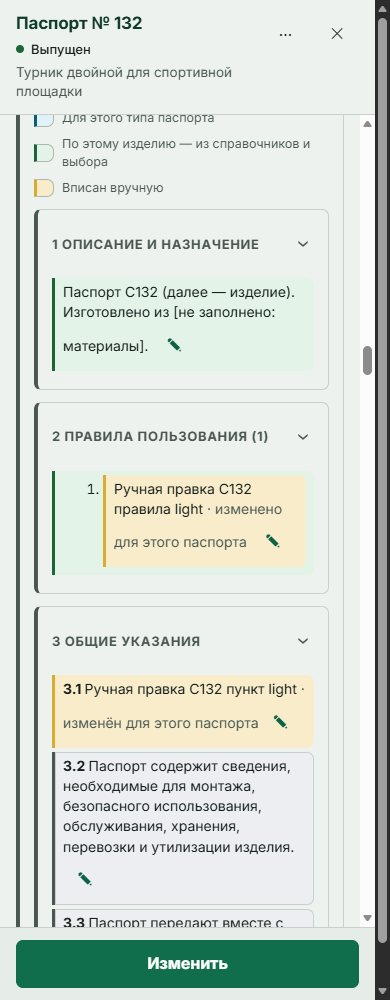 Паспорт № 132
Выпущен
Турник двойной для спортивной
площадки
Для этого типа паспорта
По этому изделию — из справочников и
выбора
Вписан вручную
1 ОПИСАНИЕ И НАЗНАЧЕНИЕ
Паспорт С132 (далее — изделие).
Изготовлено из [не заполнено:
материалы].
2 ПРАВИЛА ПОЛЬЗОВАНИЯ (1)
1. Ручная правка С132
правила light · изменено
для этого паспорта
3 ОБЩИЕ УКАЗАНИЯ
3.1 Ручная правка С132 пункт light ·
изменён для этого паспорта
3.2 Паспорт содержит сведения,
необходимые для монтажа,
безопасного использования,
обслуживания, хранения,
перевозки и утилизации изделия.
3.3 Паспорт передают вместе с
Изменить